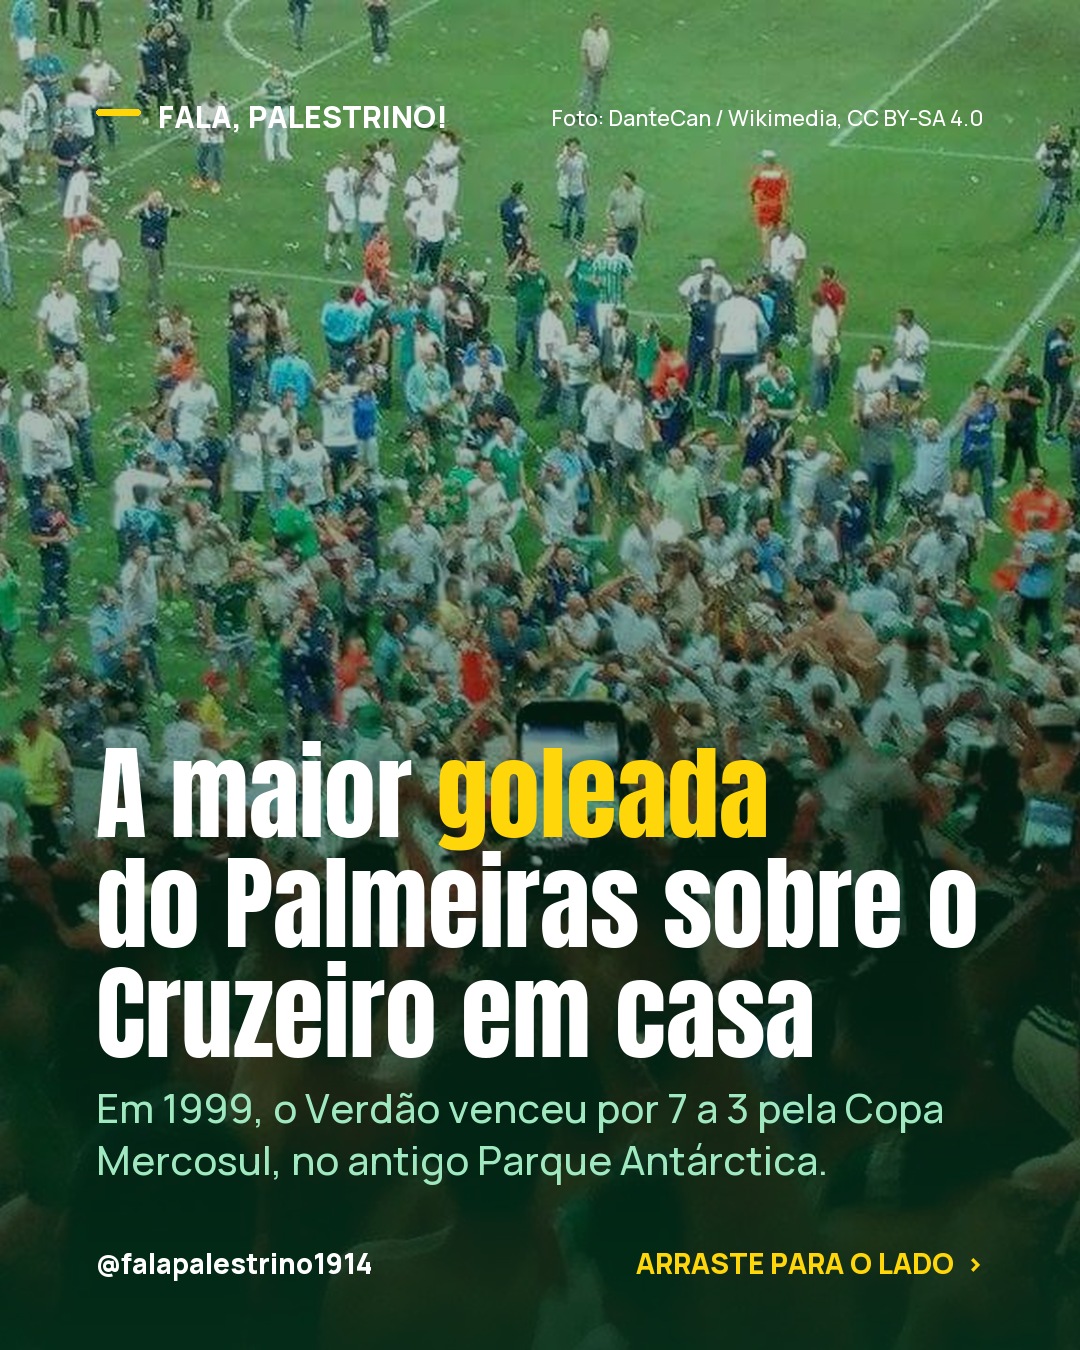 FALA, PALESTRINO!
Foto: DanteCan / Wikimedia, CC BY-SA 4.0
A maior goleada
do Palmeiras sobre o
Cruzeiro em casa
Em 1999, o Verdão venceu por 7 a 3 pela Copa
Mercosul, no antigo Parque Antárctica.
@falapalestrino1914
ARRASTE PARA O LADO ›